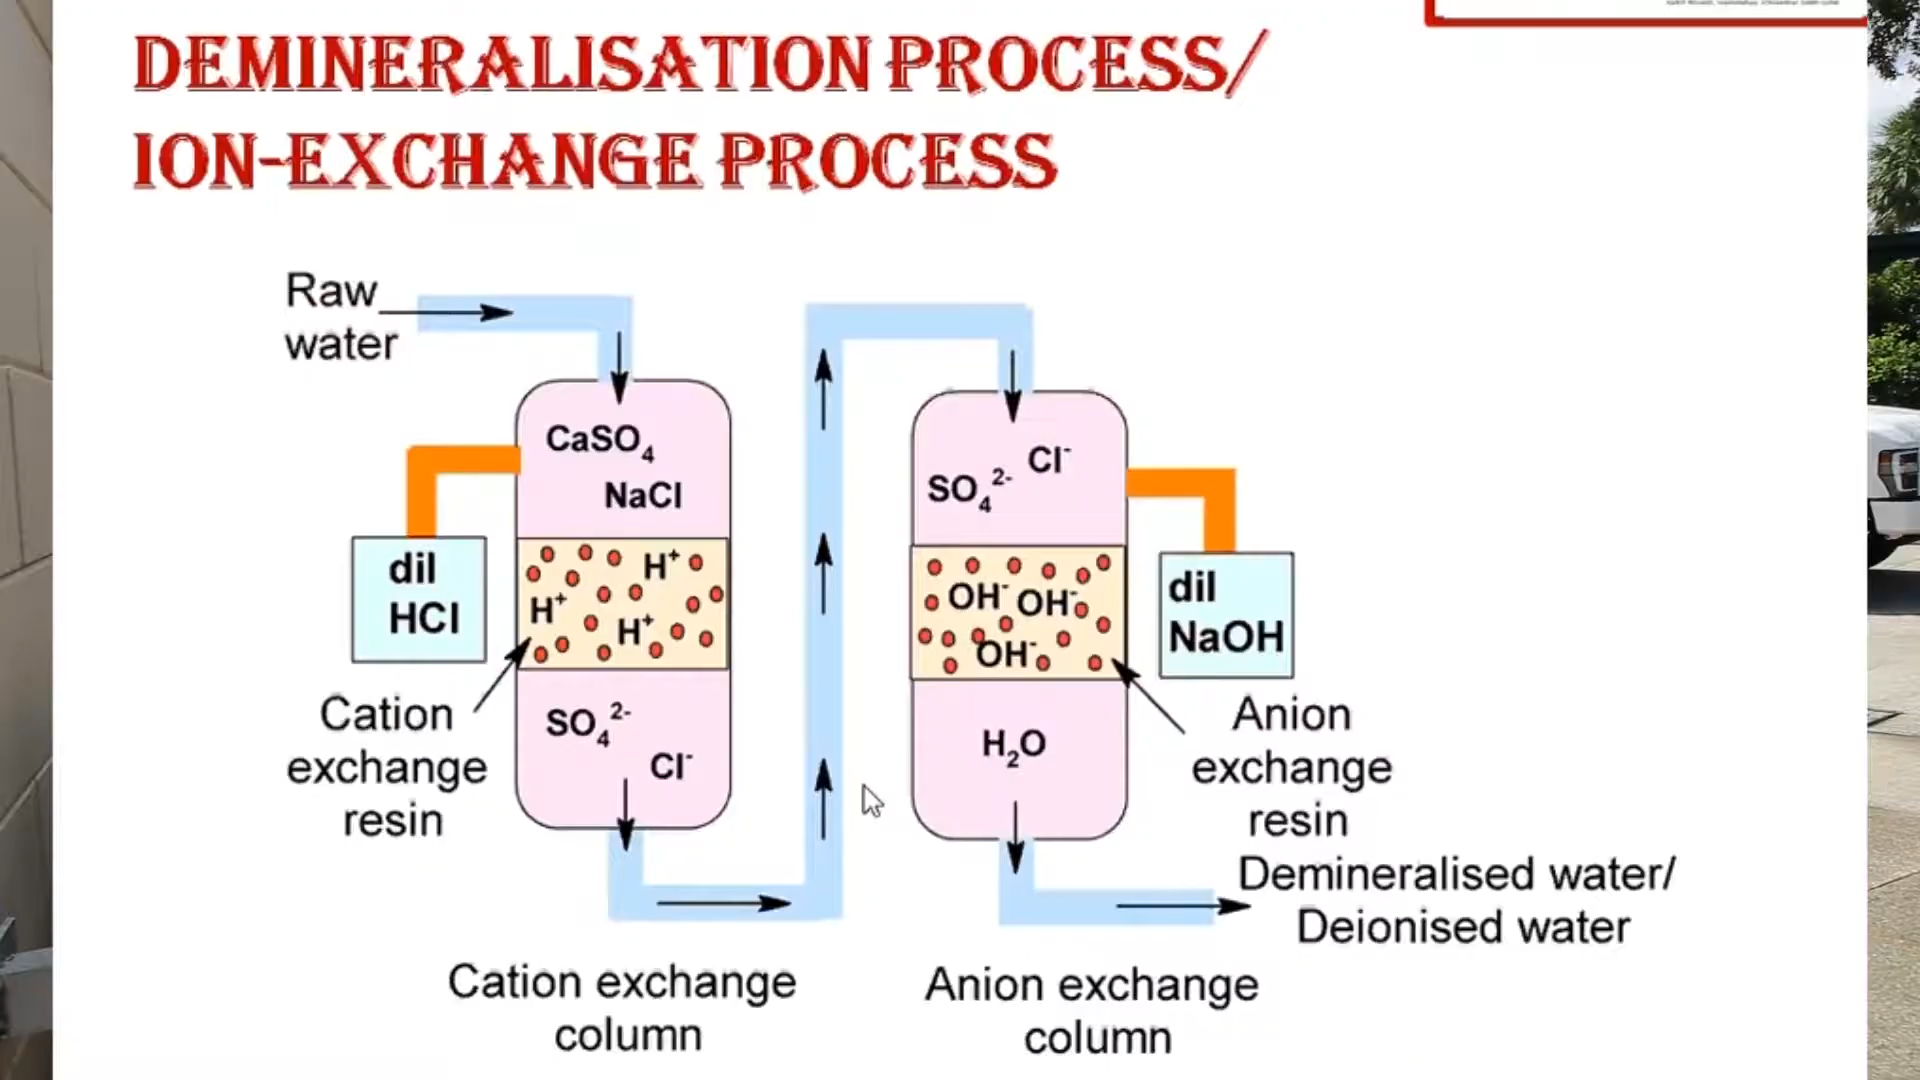 DEMINERALISATION PROCESS/
ION-EXCHANGE PROCESS
Raw
water
CaSO₄
NaCl
dil
HCl
H⁺
H⁺
H⁺
Cation
exchange
resin
SO₄²⁻
Cl⁻
Cation exchange
column
Cl⁻
SO₄²⁻
OH⁻ OH⁻
OH⁻
dil
NaOH
Anion
exchange
resin
H₂O
Demineralised water/
Deionised water
Anion exchange
column